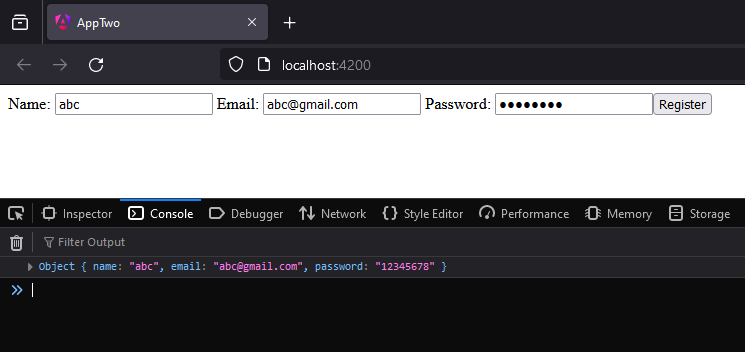 AppTwo
localhost:4200
Name: abc Email: abc@gmail.com Password: ●●●●●●●● Register
Inspector Console Debugger Network Style Editor Performance Memory Storage
Filter Output
Object { name: "abc", email: "abc@gmail.com", password: "12345678" }